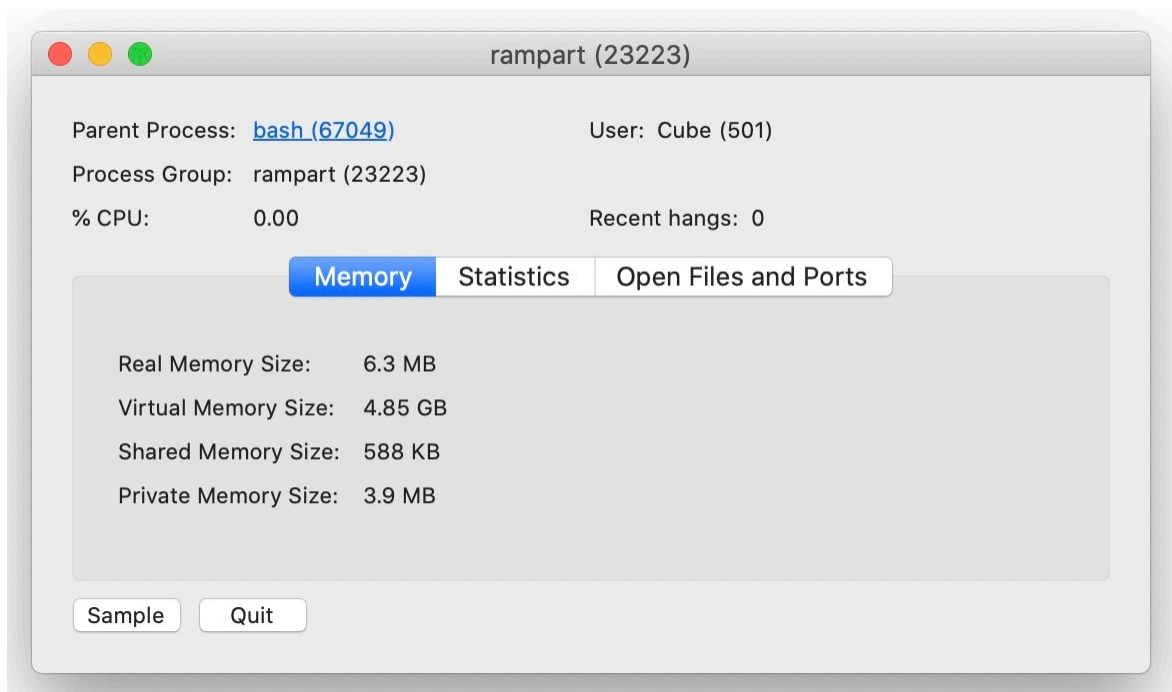 rampart (23223)
Parent Process: bash (67049) User: Cube (501)
Process Group: rampart (23223)
% CPU: 0.00 Recent hangs: 0
Memory Statistics Open Files and Ports
Real Memory Size: 6.3 MB
Virtual Memory Size: 4.85 GB
Shared Memory Size: 588 KB
Private Memory Size: 3.9 MB
Sample Quit